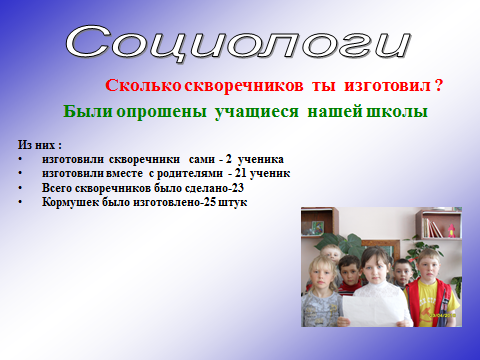 Социологи
Сколько скворечников ты изготовил ?
Были опрошены учащиеся нашей школы
Из них :
• изготовили скворечники сами - 2 ученика
• изготовили вместе с родителями - 21 ученик
• Всего скворечников было сделано-23
• Кормушек было изготовлено-25 штук